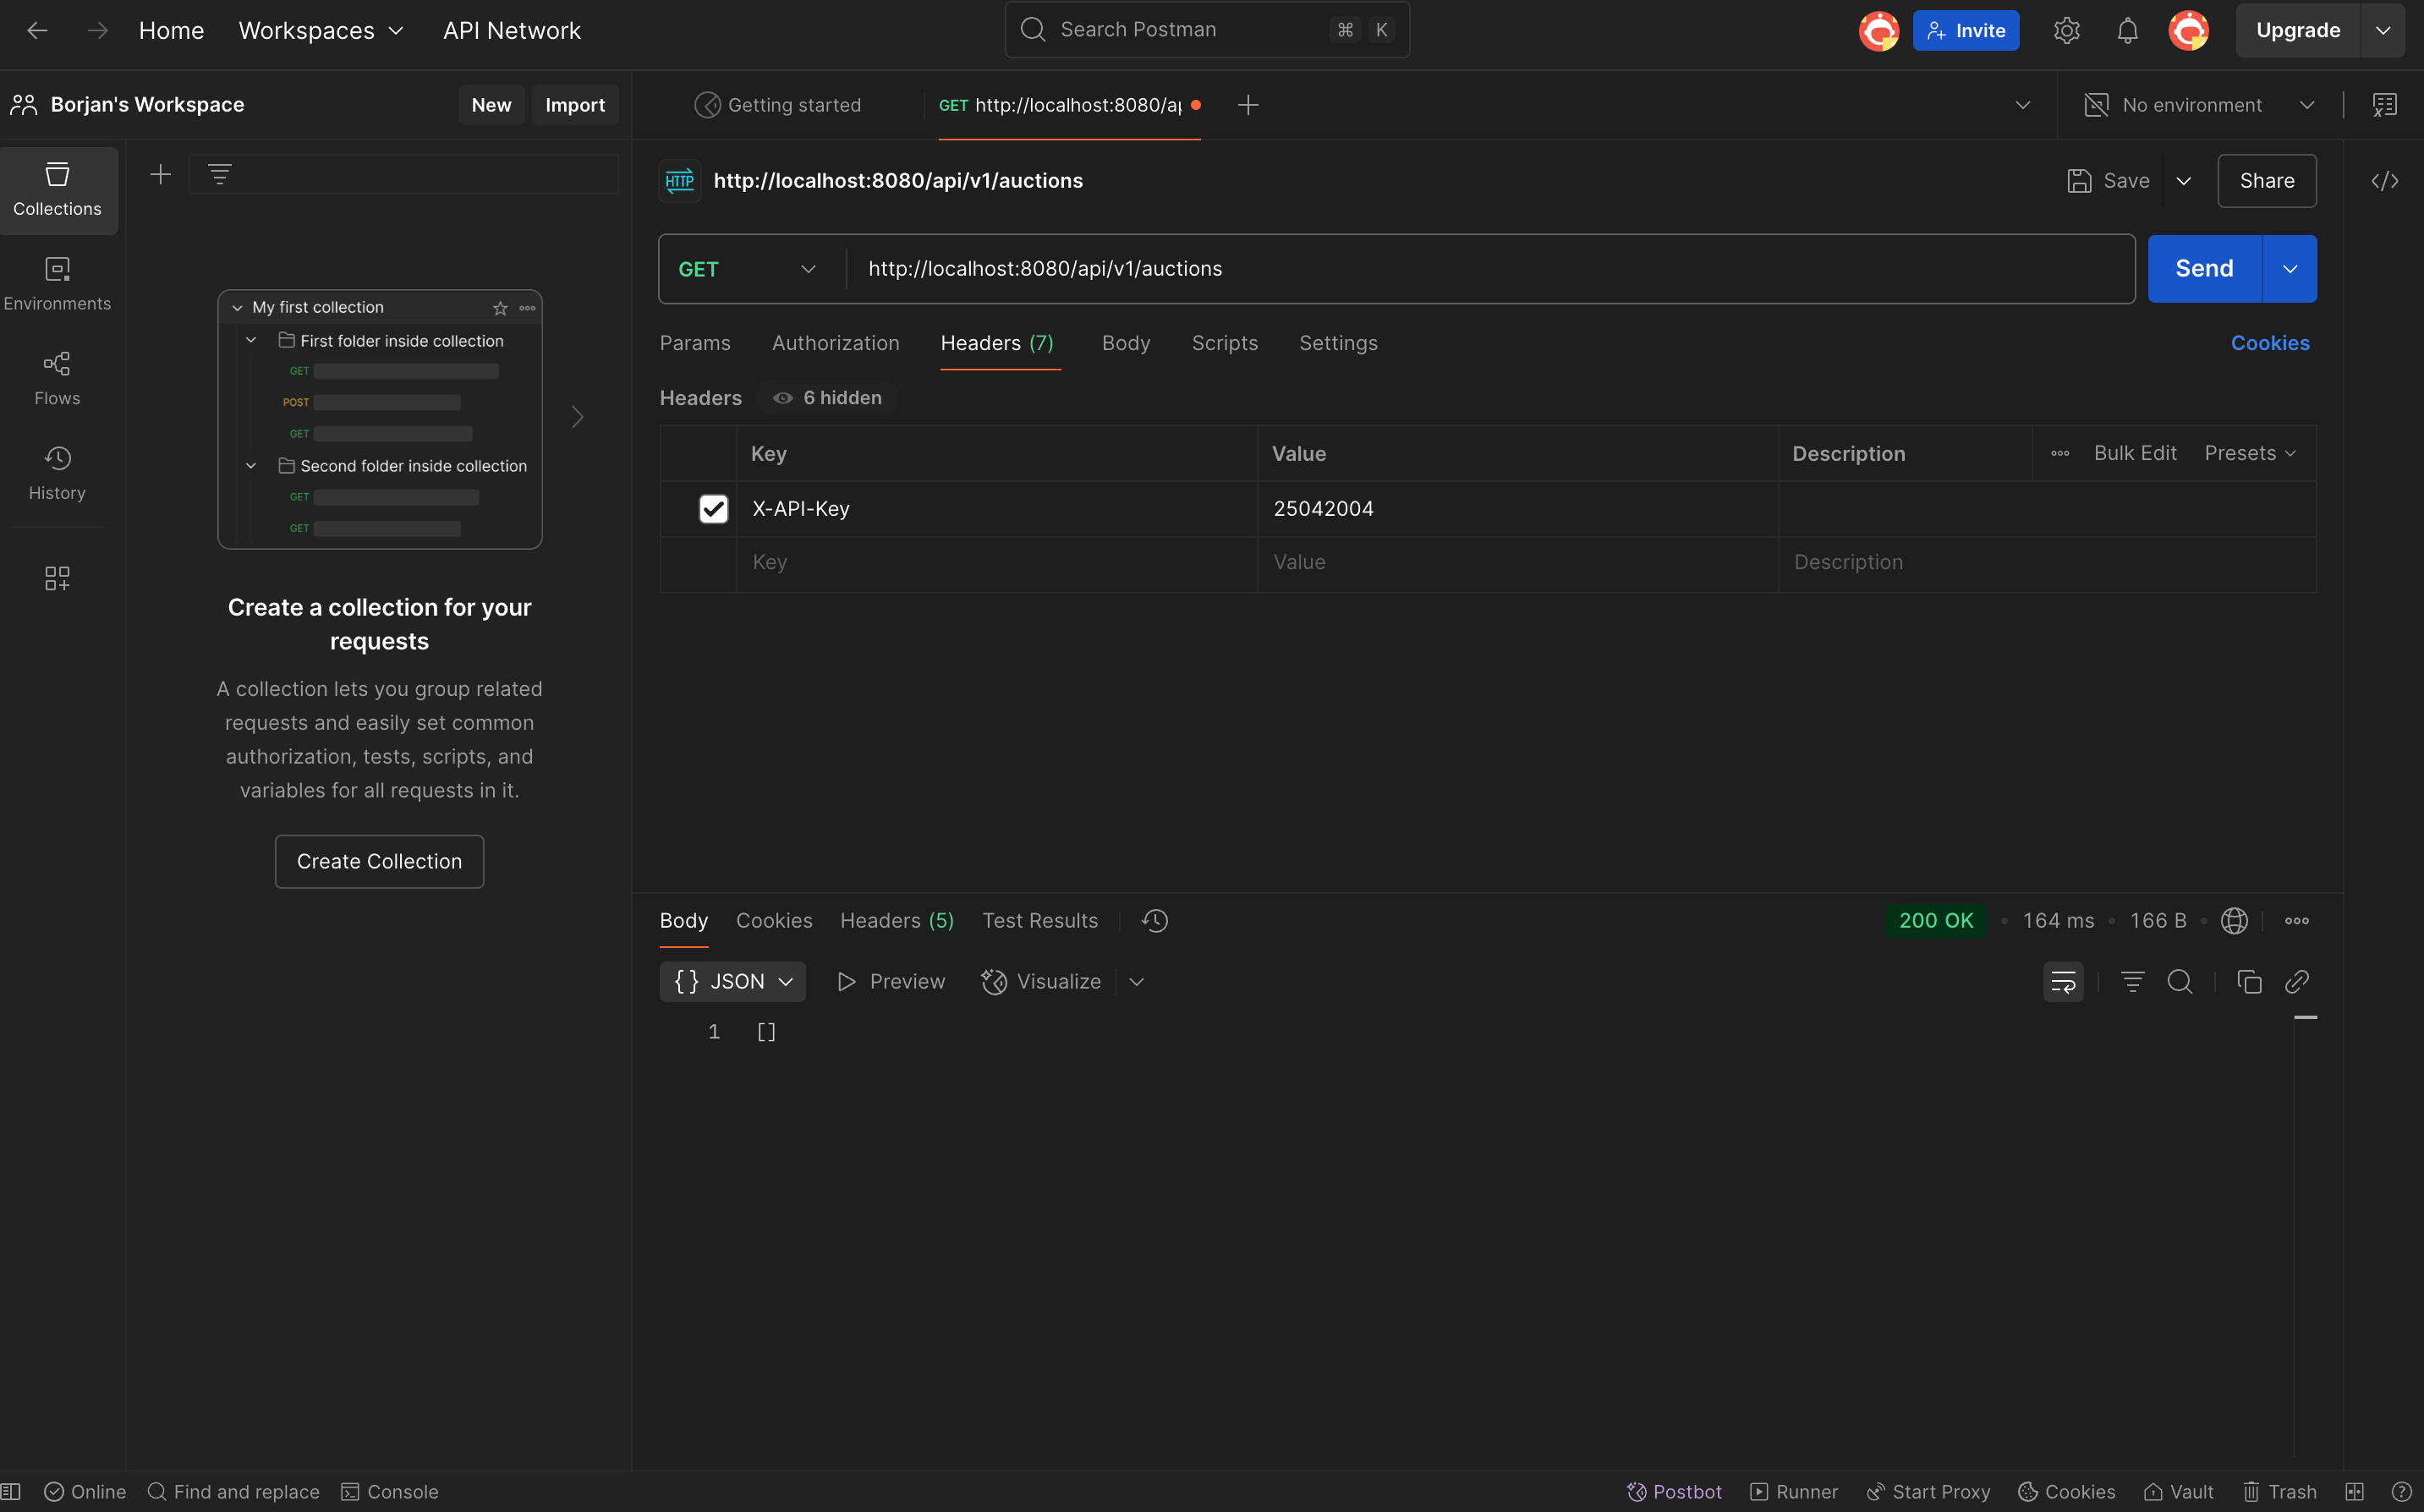 Home Workspaces API Network Search Postman ⌘ K Invite Upgrade
Borjan's Workspace New Import
Getting started GET http://localhost:8080/ap No environment
Collections
Environments
Flows
History
My first collection
First folder inside collection
GET
POST
GET
Second folder inside collection
GET
GET
Create a collection for your
requests
A collection lets you group related
requests and easily set common
authorization, tests, scripts, and
variables for all requests in it.
Create Collection
HTTP http://localhost:8080/api/v1/auctions Save Share
GET http://localhost:8080/api/v1/auctions Send
Params Authorization Headers (7) Body Scripts Settings Cookies
Headers 6 hidden
Key Value Description Bulk Edit Presets
X-API-Key 25042004
Key Value Description
Body Cookies Headers (5) Test Results 200 OK • 164 ms • 166 B •
{ } JSON Preview Visualize
1 []
Online Find and replace Console Postbot Runner Start Proxy Cookies Vault Trash